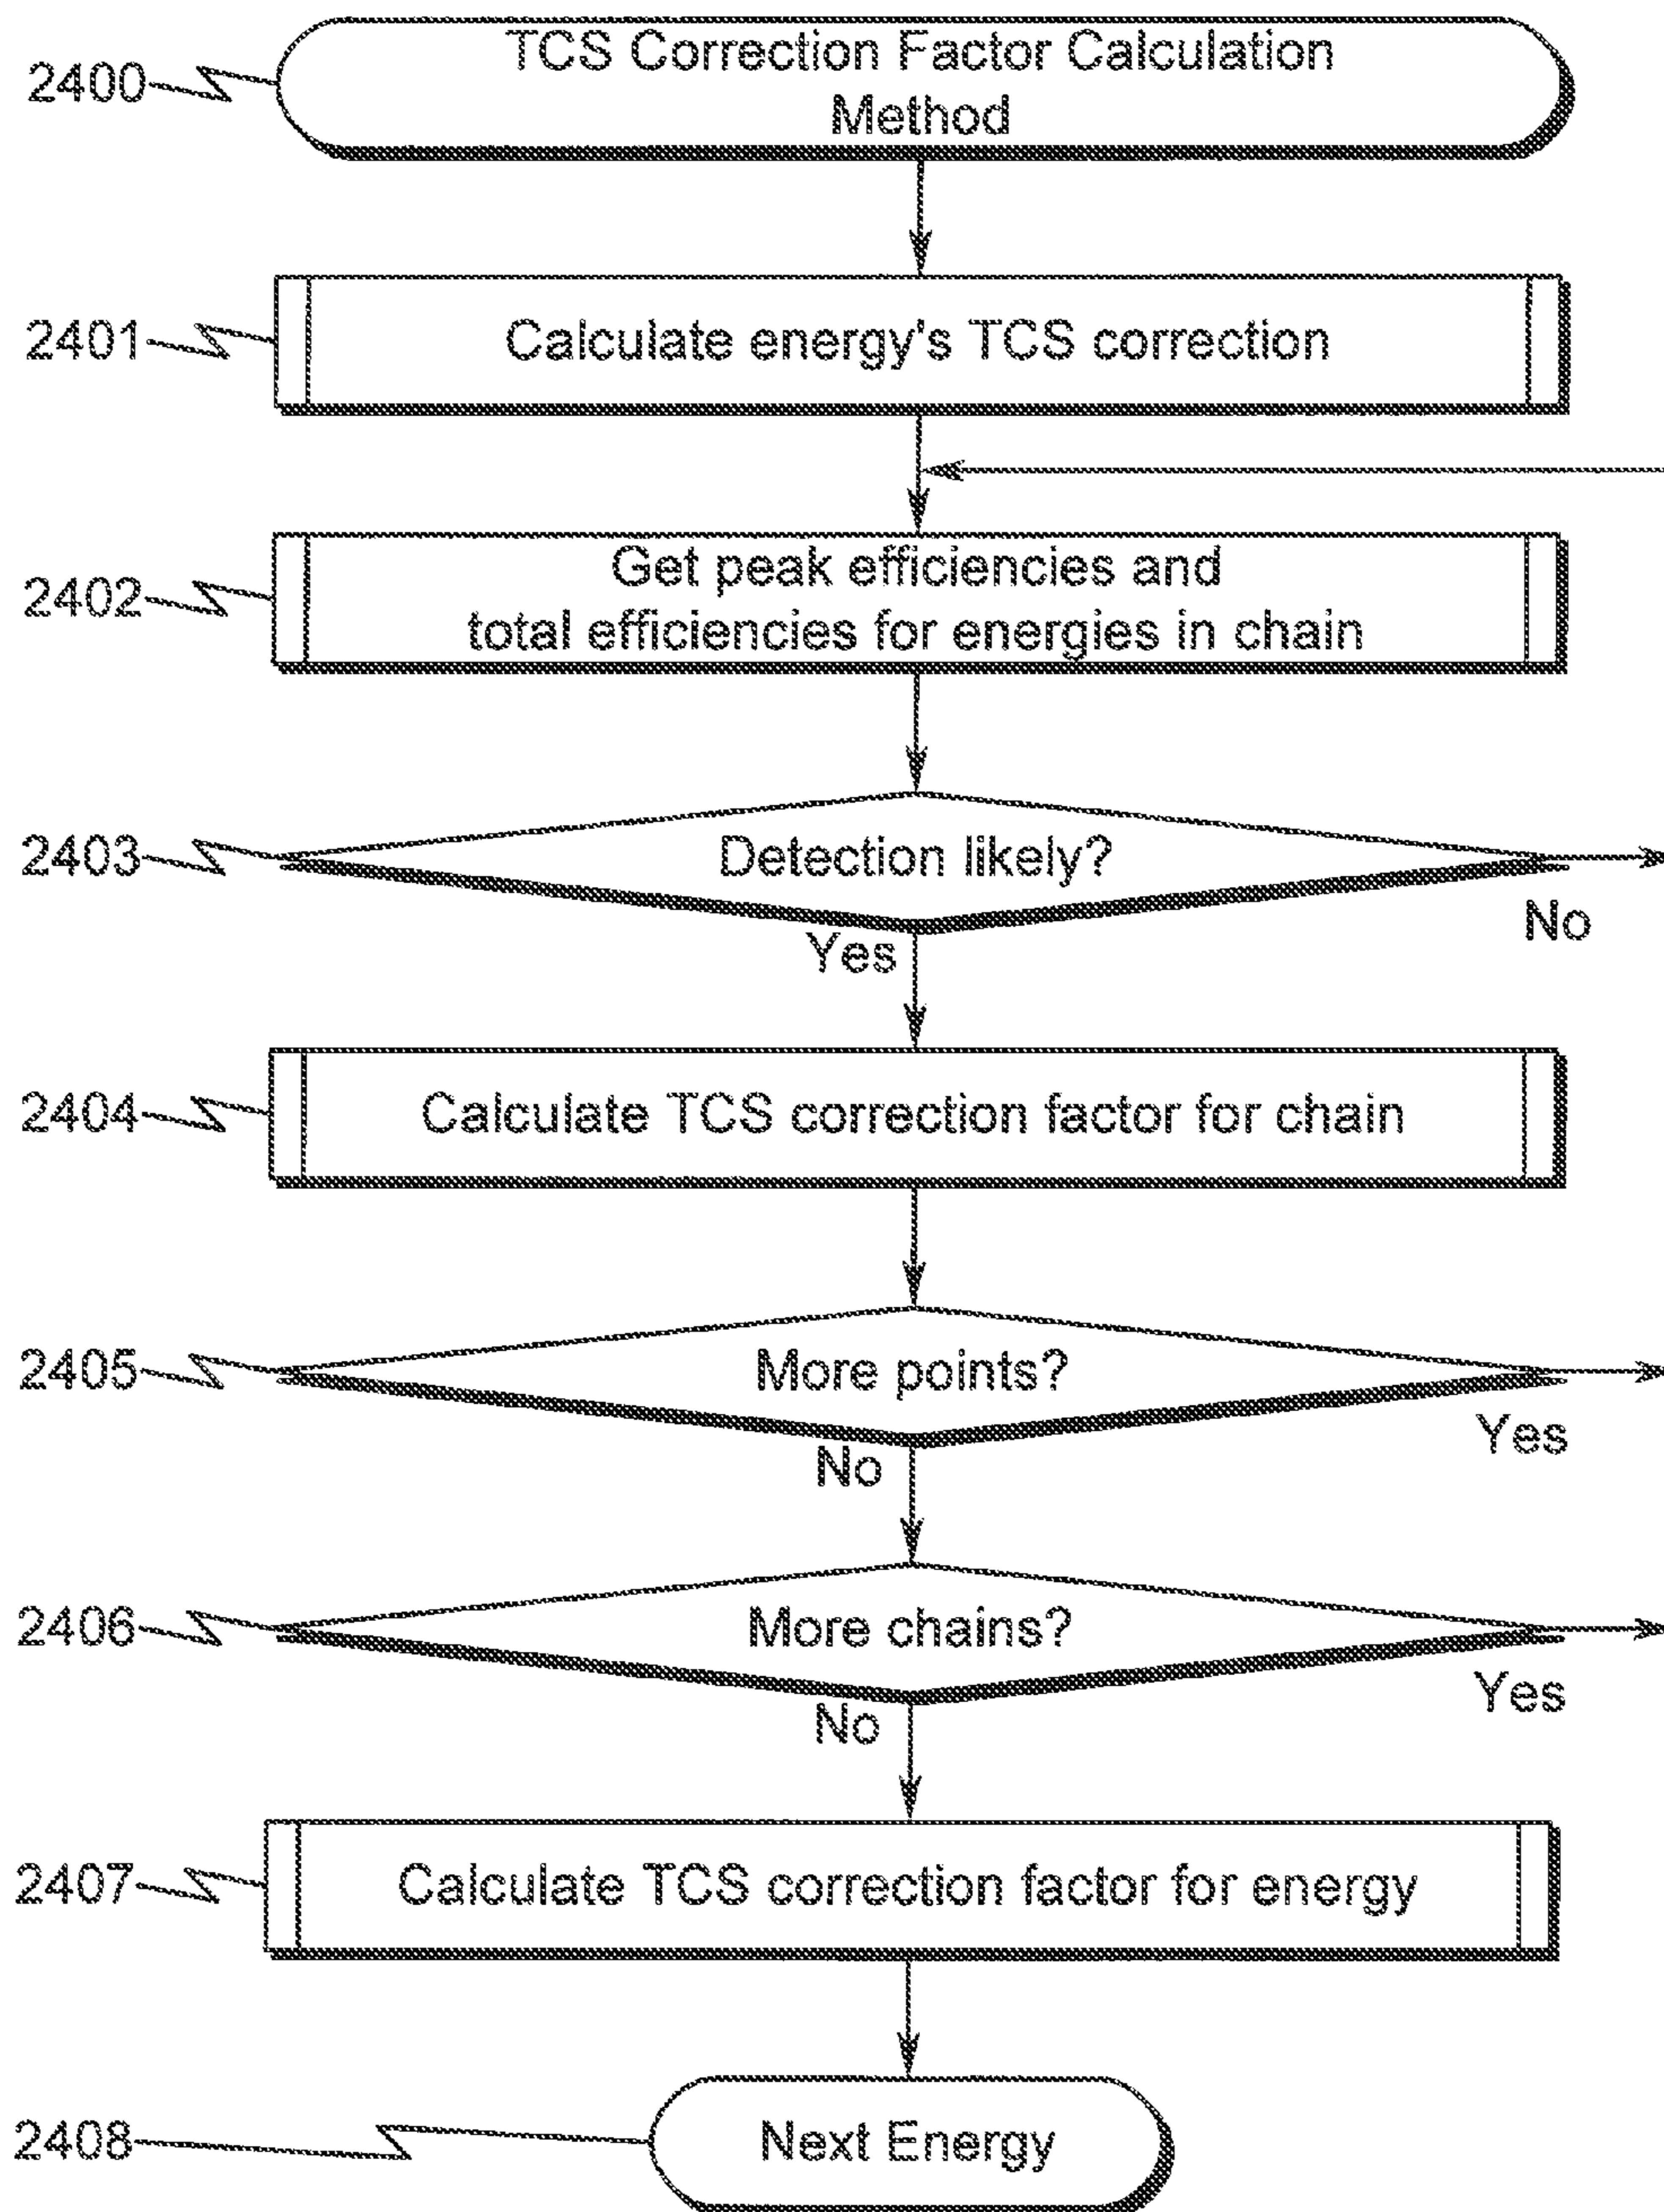 TCS Correction Factor Calculation
Method
2400
2401
Calculate energy's TCS correction
2402
Get peak efficiencies and
total efficiencies for energies in chain
2403
Detection likely?
No
Yes
2404
Calculate TCS correction factor for chain
2405
More points?
Yes
No
2406
More chains?
Yes
No
2407
Calculate TCS correction factor for energy
2408
Next Energy